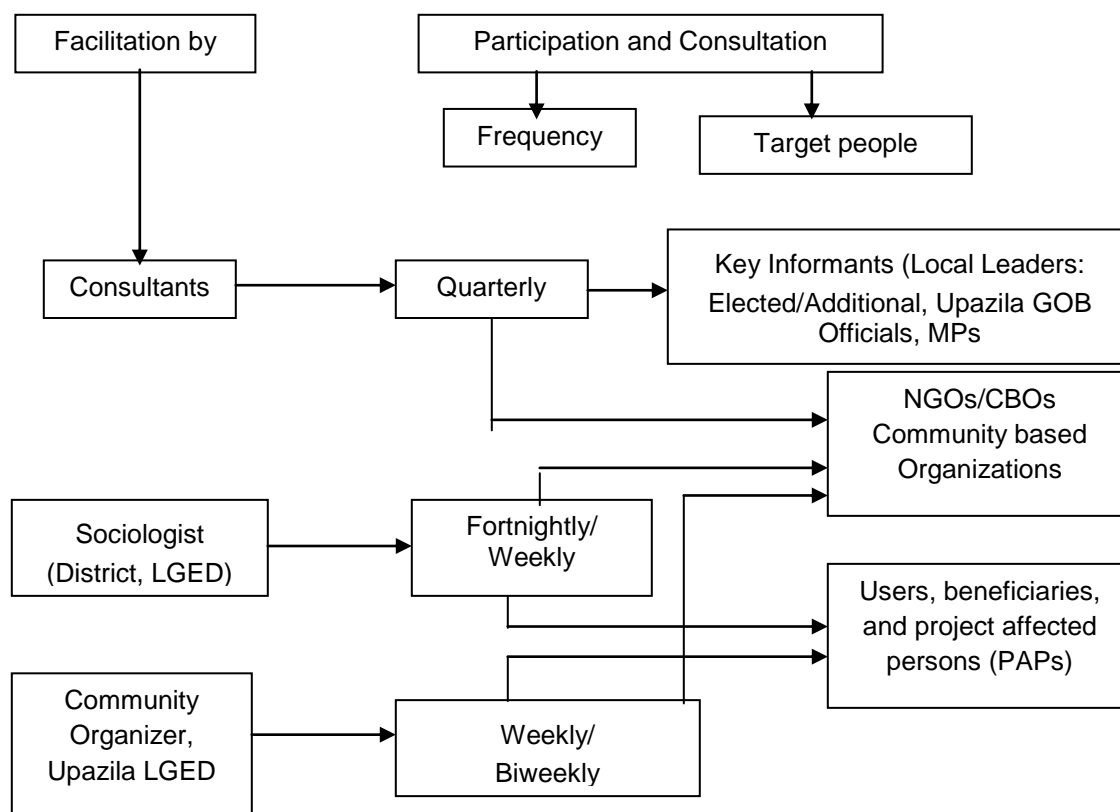 Facilitation by
Participation and Consultation
Frequency
Target people
Consultants
Quarterly
Key Informants (Local Leaders:
Elected/Additional, Upazila GOB
Officials, MPs
NGOs/CBOs
Community based
Organizations
Sociologist
(District, LGED)
Fortnightly/
Weekly
Users, beneficiaries,
and project affected
persons (PAPs)
Community
Organizer,
Upazila LGED
Weekly/
Biweekly